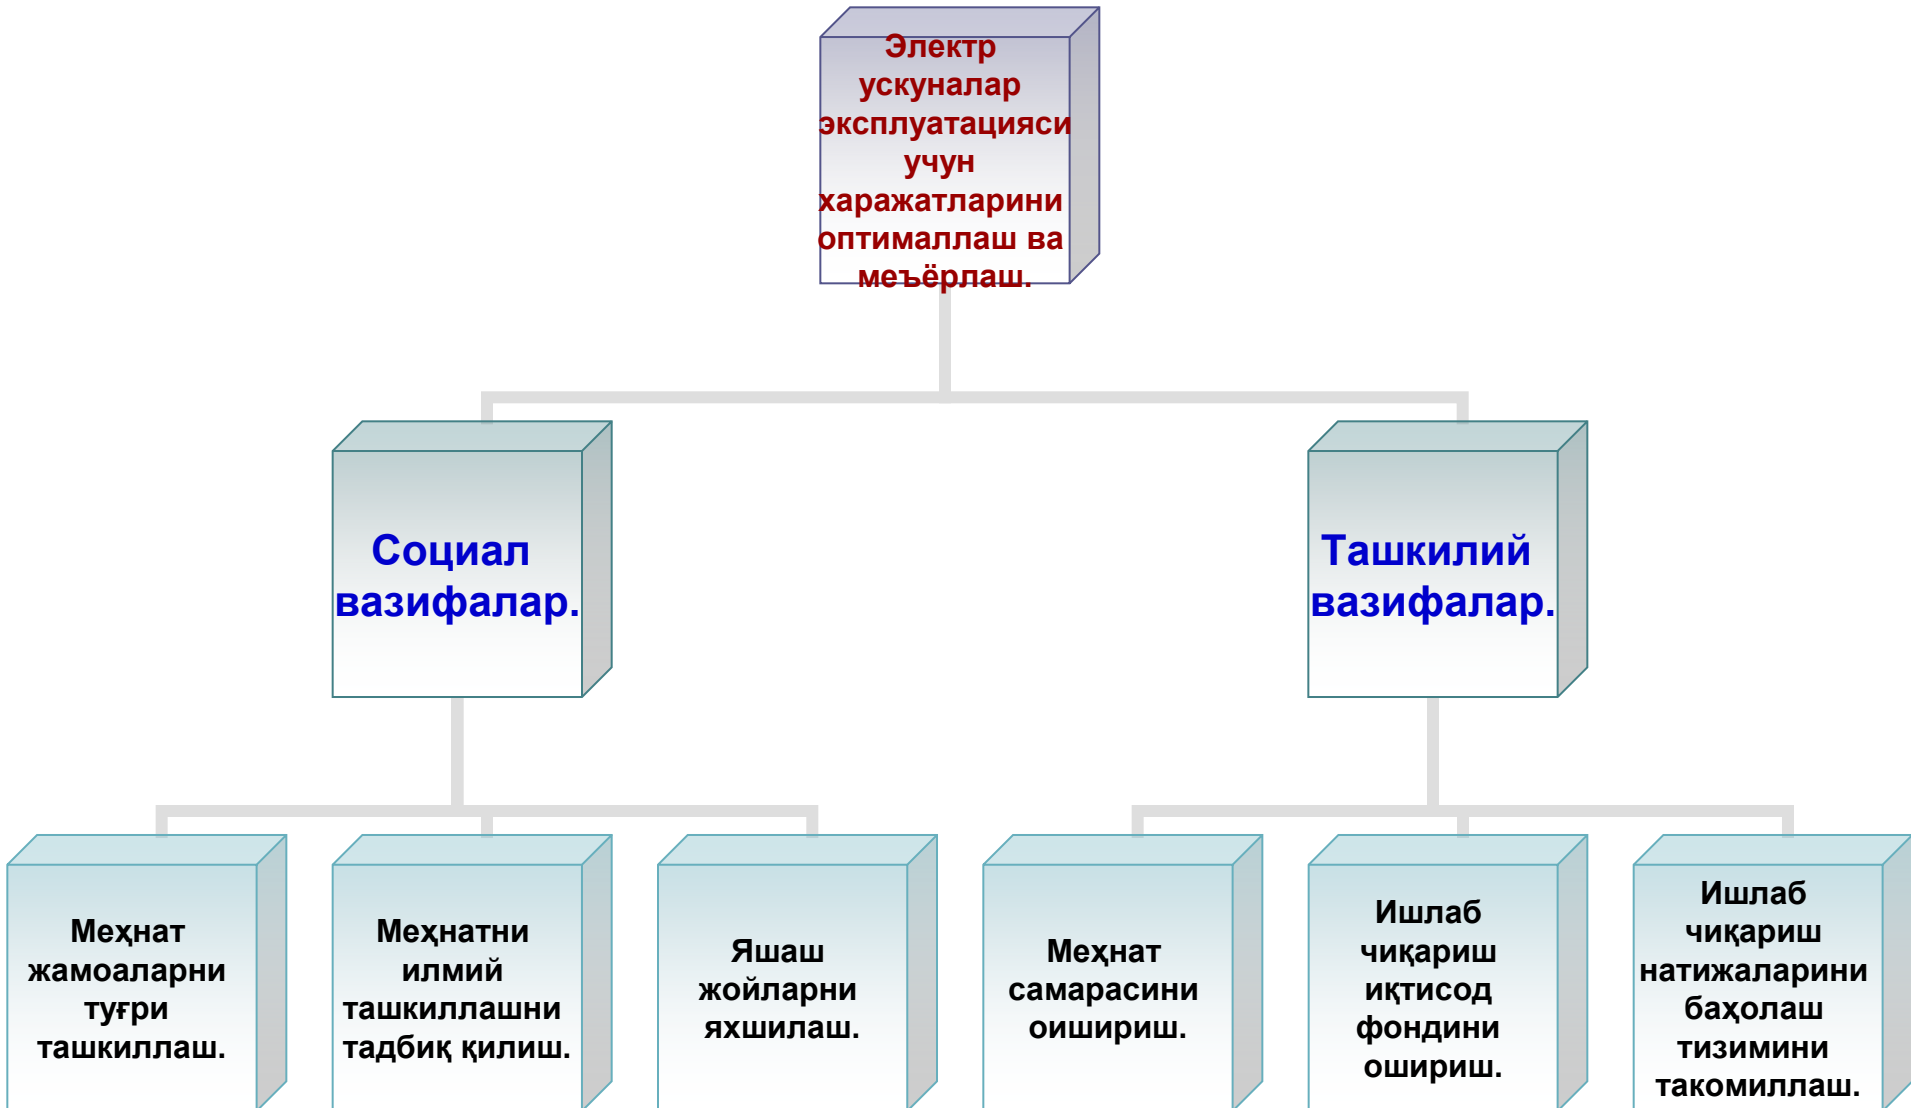 Электр
ускуналар
эксплуатацияси
учун
харажатларини
оптималлаш ва
меъёрлаш.
Социал
вазифалар.
Ташкилий
вазифалар.
Меҳнат
жамоаларни
туғри
ташкиллаш.
Меҳнатни
илмий
ташкиллашни
тадбиқ қилиш.
Яшаш
жойларни
яхшилаш.
Меҳнат
самарасини
оишириш.
Ишлаб
чиқариш
иқтисод
фондини
ошириш.
Ишлаб
чиқариш
натижаларини
баҳолаш
тизимини
такомиллаш.